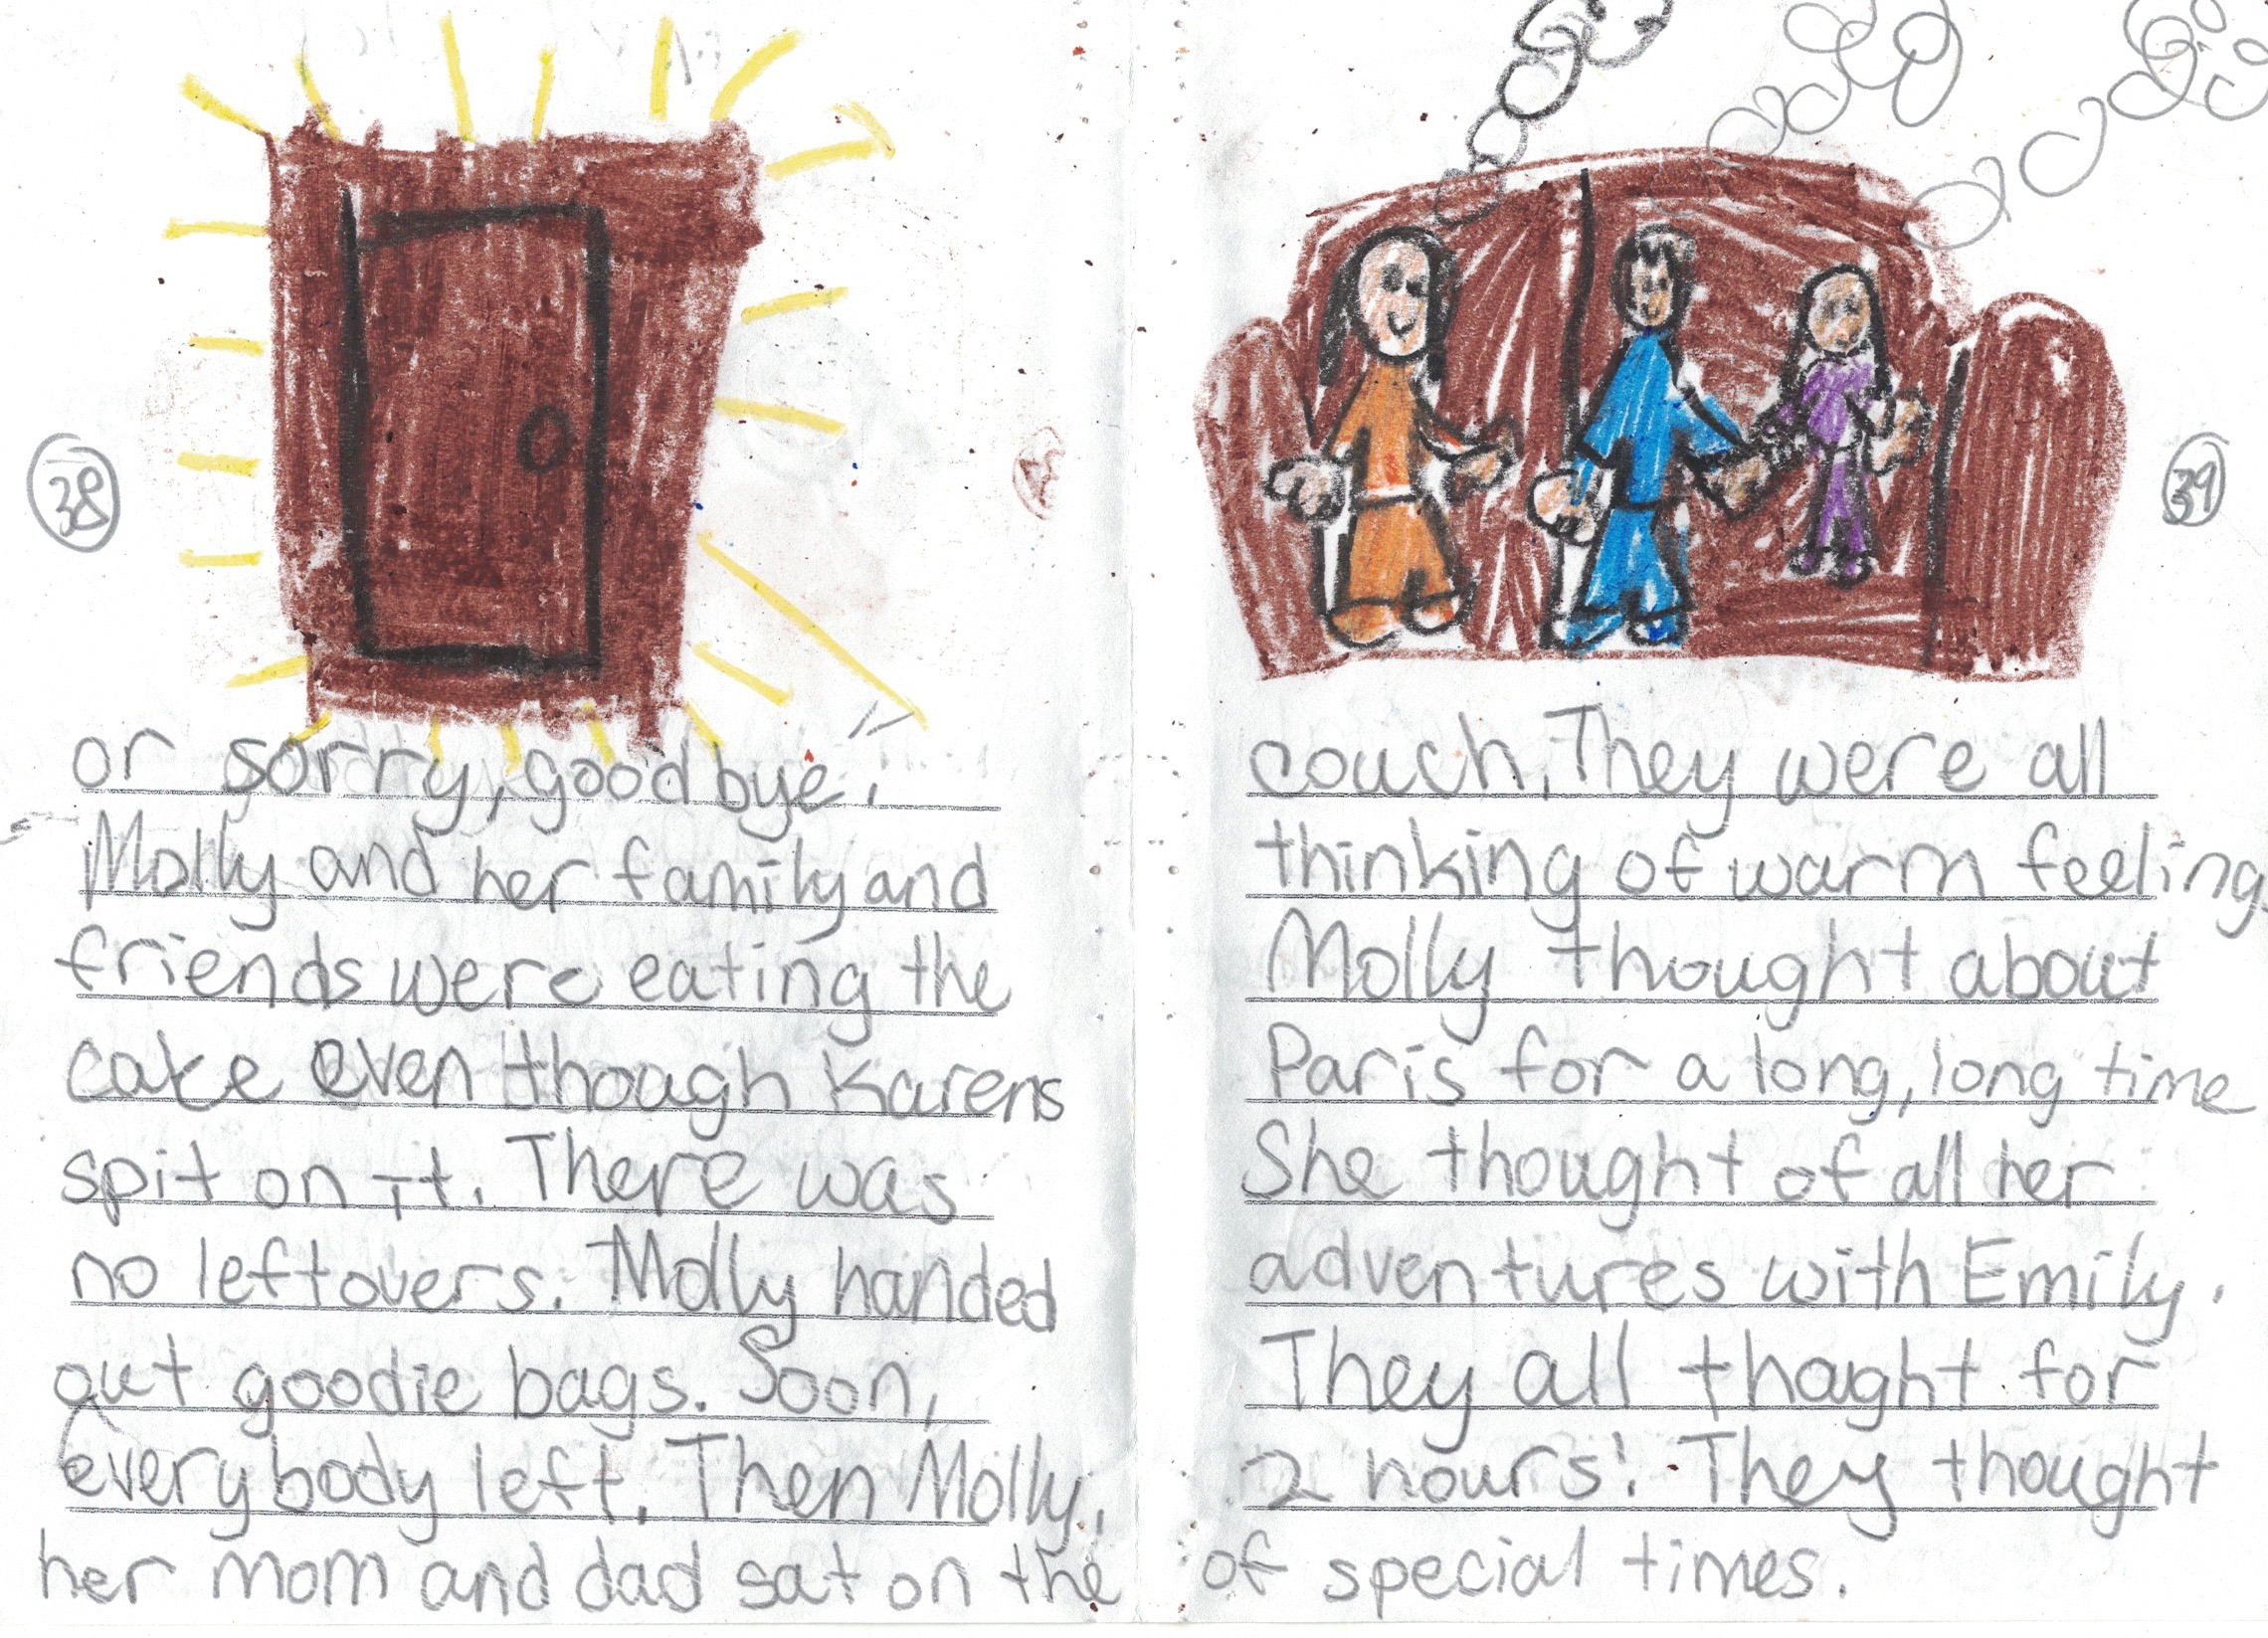 38
or sorry, goodbye.
Molly and her family and
friends were eating the
cake even though Karens
spit on it. There was
no leftovers. Molly handed
out goodie bags. Soon,
everybody left. Then Molly,
her mom and dad sat on the
39
couch. They were all
thinking of warm feeling.
Molly thought about
Paris for a long, long time
She thought of all her
adventures with Emily.
They all thaght for
2 hours! They thought
of special times.